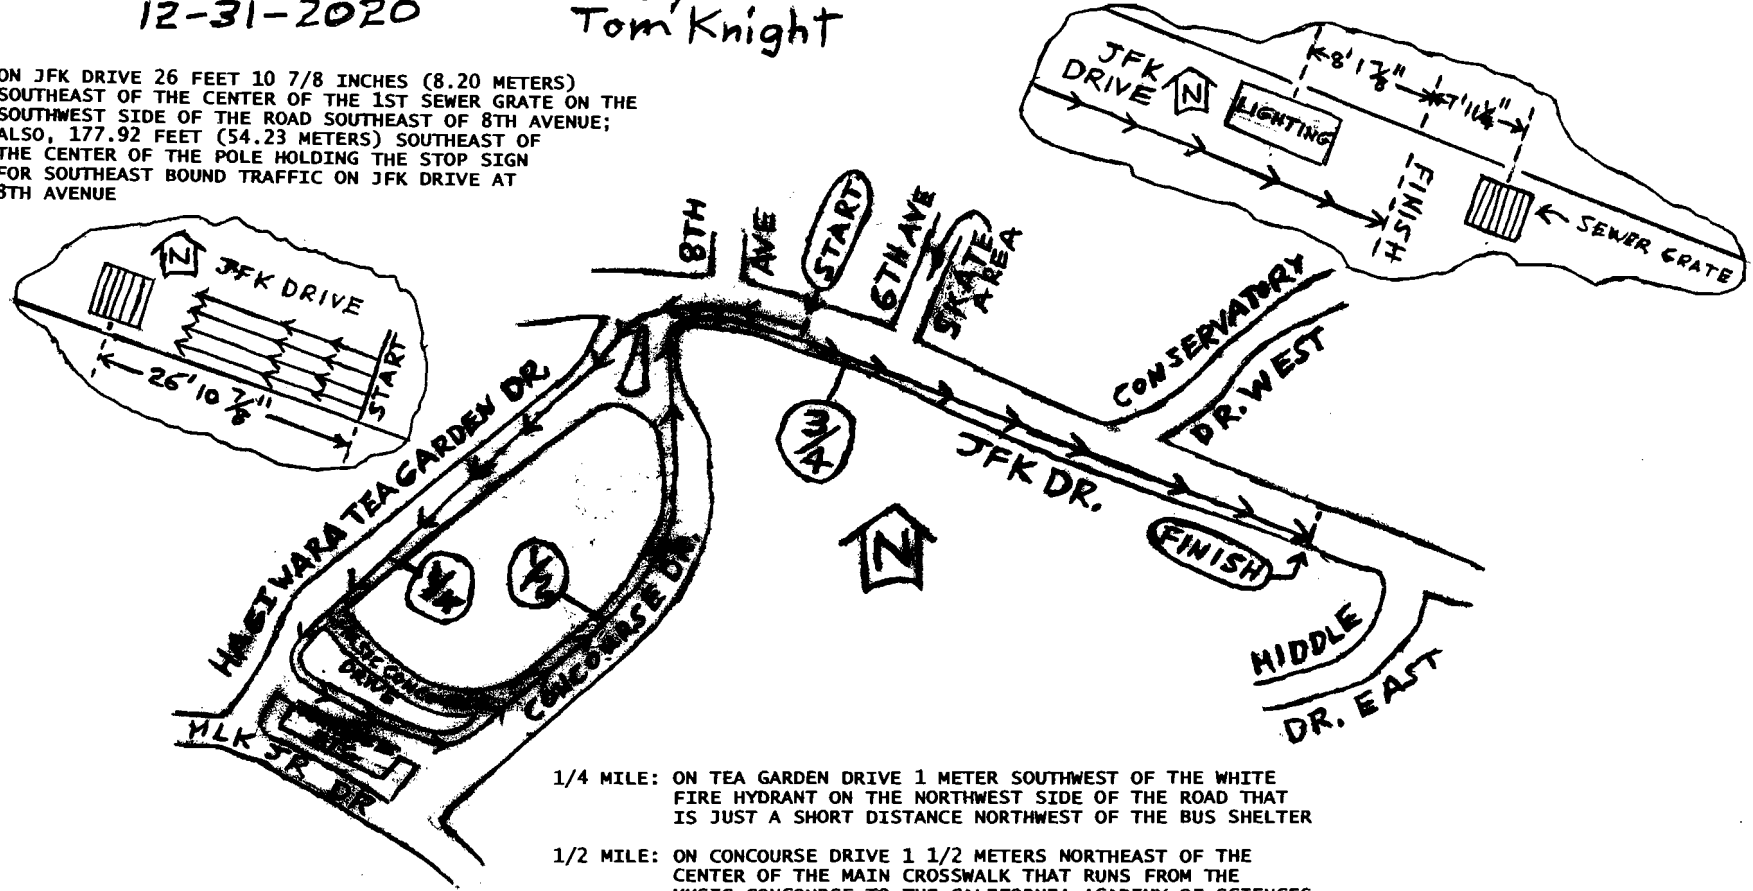 12-31-2020
Tom Knight
ON JFK DRIVE 26 FEET 10 7/8 INCHES (8.20 METERS)
SOUTHEAST OF THE CENTER OF THE 1ST SEWER GRATE ON THE
SOUTHWEST SIDE OF THE ROAD SOUTHEAST OF 8TH AVENUE;
ALSO, 177.92 FEET (54.23 METERS) SOUTHEAST OF
THE CENTER OF THE POLE HOLDING THE STOP SIGN
FOR SOUTHEAST BOUND TRAFFIC ON JFK DRIVE AT
8TH AVENUE
JFK
DRIVE
N
LIGHTING
8' 1 7/8"
7' 1 1/4"
FINISH
SEWER GRATE
N
JFK DRIVE
26' 10 7/8"
START
8TH
AVE
START
6TH AVE
SKATE
AREA
CONSERVATORY
DR. WEST
HAGIWARA TEA GARDEN DR.
3/4
JFK DR.
N
FINISH
1/4
1/2
CONCOURSE DR.
MIDDLE
DR. EAST
DRIVE
MLK JR DR
1/4 MILE: ON TEA GARDEN DRIVE 1 METER SOUTHWEST OF THE WHITE
FIRE HYDRANT ON THE NORTHWEST SIDE OF THE ROAD THAT
IS JUST A SHORT DISTANCE NORTHWEST OF THE BUS SHELTER
1/2 MILE: ON CONCOURSE DRIVE 1 1/2 METERS NORTHEAST OF THE
CENTER OF THE MAIN CROSSWALK THAT RUNS FROM THE
MUSIC CONCOURSE TO THE CALIFORNIA ACADEMY OF SCIENCES